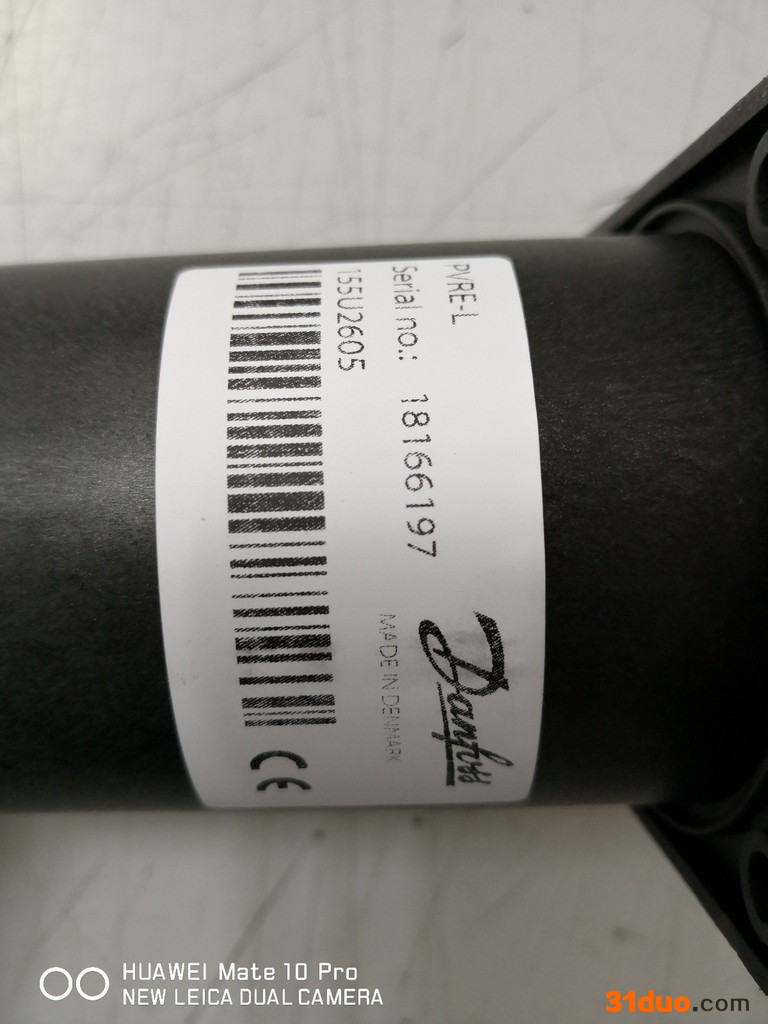 PVRE-L
Serial no.: 18166197
155U2605
Danfoss
MADE IN DENMARK
CE
HUAWEI Mate 10 Pro
NEW LEICA DUAL CAMERA
31duo.com